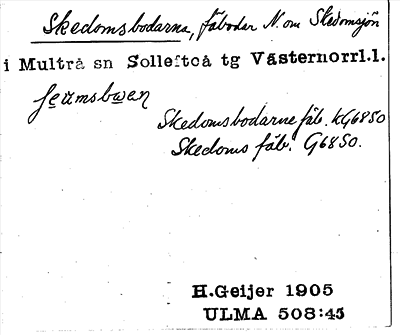 Skedomsbodarna, fäbodar N. om Skedomsjön
i Multrå sn Sollefteå tg Västernorrl.l.
Skedomsbodarne fäb. KG6850
Skedoms fäb. G6850.
H.Geijer 1905
ULMA 508:45